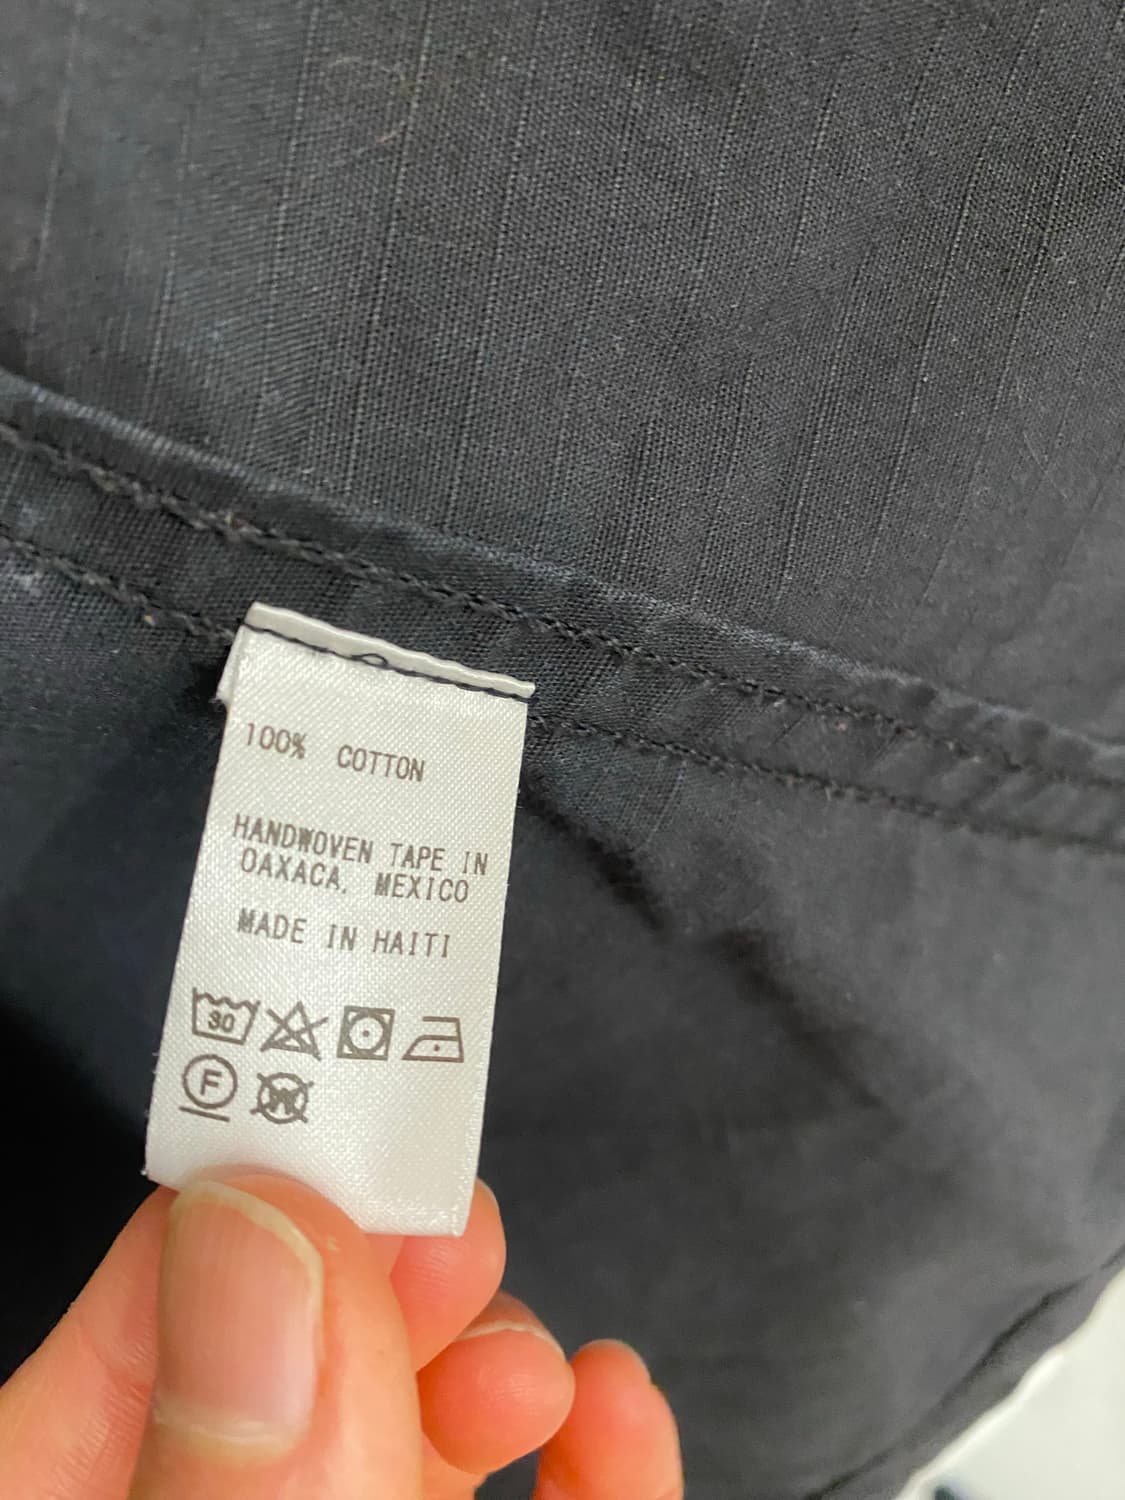 100% COTTON
HANDWOVEN TAPE IN
OAXACA, MEXICO
MADE IN HAITI
30
F
W